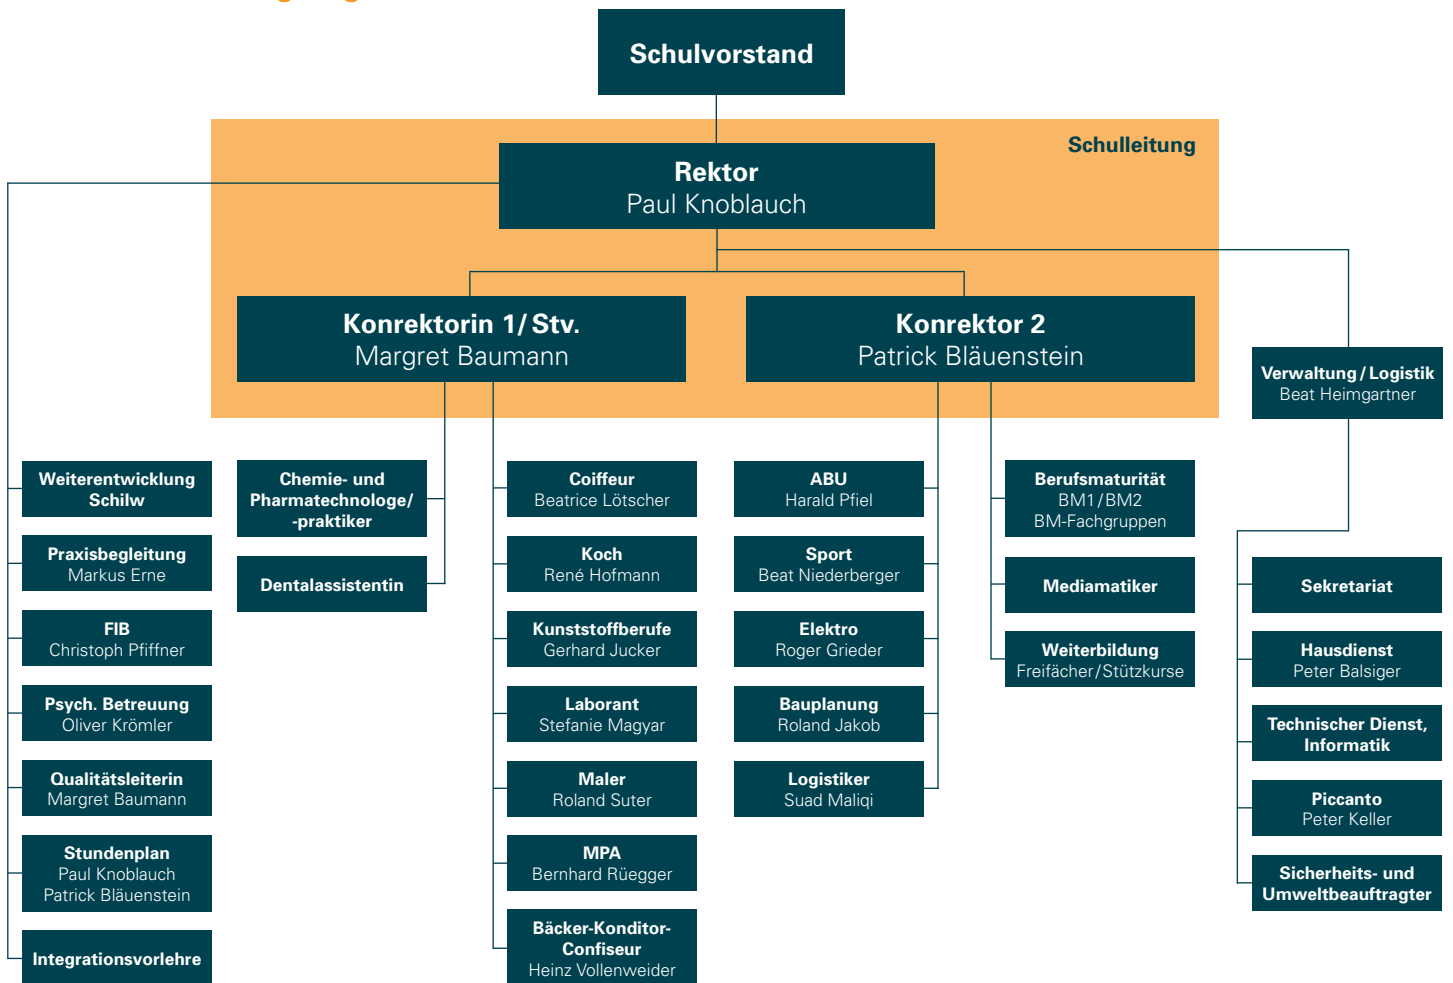 Schulvorstand
Schulleitung
Rektor
Paul Knoblauch
Konrektorin 1/ Stv.
Margret Baumann
Konrektor 2
Patrick Bläuenstein
Verwaltung / Logistik
Beat Heimgartner
Weiterentwicklung
Schilw
Praxisbegleitung
Markus Erne
FIB
Christoph Pfiffner
Psych. Betreuung
Oliver Krömler
Qualitätsleiterin
Margret Baumann
Stundenplan
Paul Knoblauch
Patrick Bläuenstein
Integrationsvorlehre
Chemie- und
Pharmatechnologe/
-praktiker
Dentalassistentin
Coiffeur
Beatrice Lötscher
Koch
René Hofmann
Kunststoffberufe
Gerhard Jucker
Laborant
Stefanie Magyar
Maler
Roland Suter
MPA
Bernhard Rüegger
Bäcker-Konditor-
Confiseur
Heinz Vollenweider
ABU
Harald Pfiel
Sport
Beat Niederberger
Elektro
Roger Grieder
Bauplanung
Roland Jakob
Logistiker
Suad Maliqi
Berufsmaturität
BM1/BM2
BM-Fachgruppen
Mediamatiker
Weiterbildung
Freifächer/Stützkurse
Sekretariat
Hausdienst
Peter Balsiger
Technischer Dienst,
Informatik
Piccanto
Peter Keller
Sicherheits- und
Umweltbeauftragter